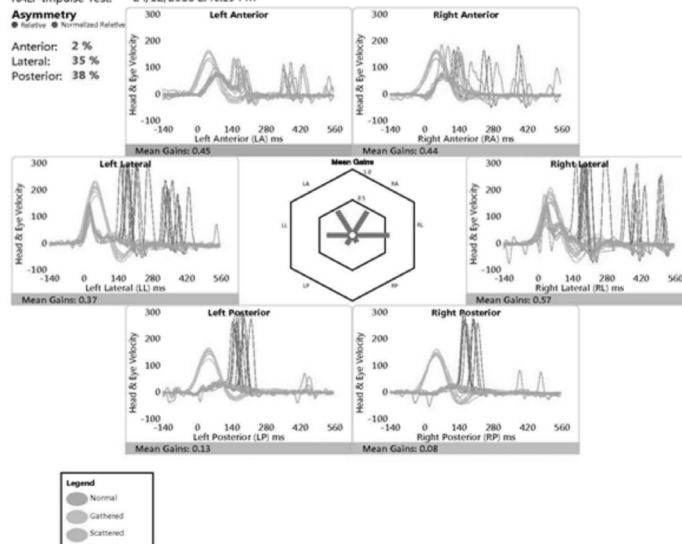 Asymmetry
Relative Normalized Relative
Anterior: 2 %
Lateral: 35 %
Posterior: 38 %
Left Anterior
Head & Eye Velocity
300
200
100
0
-100
-140 0 140 280 420 560
Left Anterior (LA) ms
Mean Gains: 0.45
Right Anterior
Head & Eye Velocity
300
200
100
0
-100
-140 0 140 280 420 560
Right Anterior (RA) ms
Mean Gains: 0.44
Left Lateral
Head & Eye Velocity
300
200
100
0
-100
-140 0 140 280 420 560
Left Lateral (LL) ms
Mean Gains: 0.37
Mean Gains
1.0
LA RA
0.5
LL RL
LP RP
Right Lateral
Head & Eye Velocity
300
200
100
0
-100
-140 0 140 280 420 560
Right Lateral (RL) ms
Mean Gains: 0.57
Left Posterior
Head & Eye Velocity
300
200
100
0
-100
-140 0 140 280 420 560
Left Posterior (LP) ms
Mean Gains: 0.13
Right Posterior
Head & Eye Velocity
300
200
100
0
-100
-140 0 140 280 420 560
Right Posterior (RP) ms
Mean Gains: 0.08
Legend
Normal
Gathered
Scattered